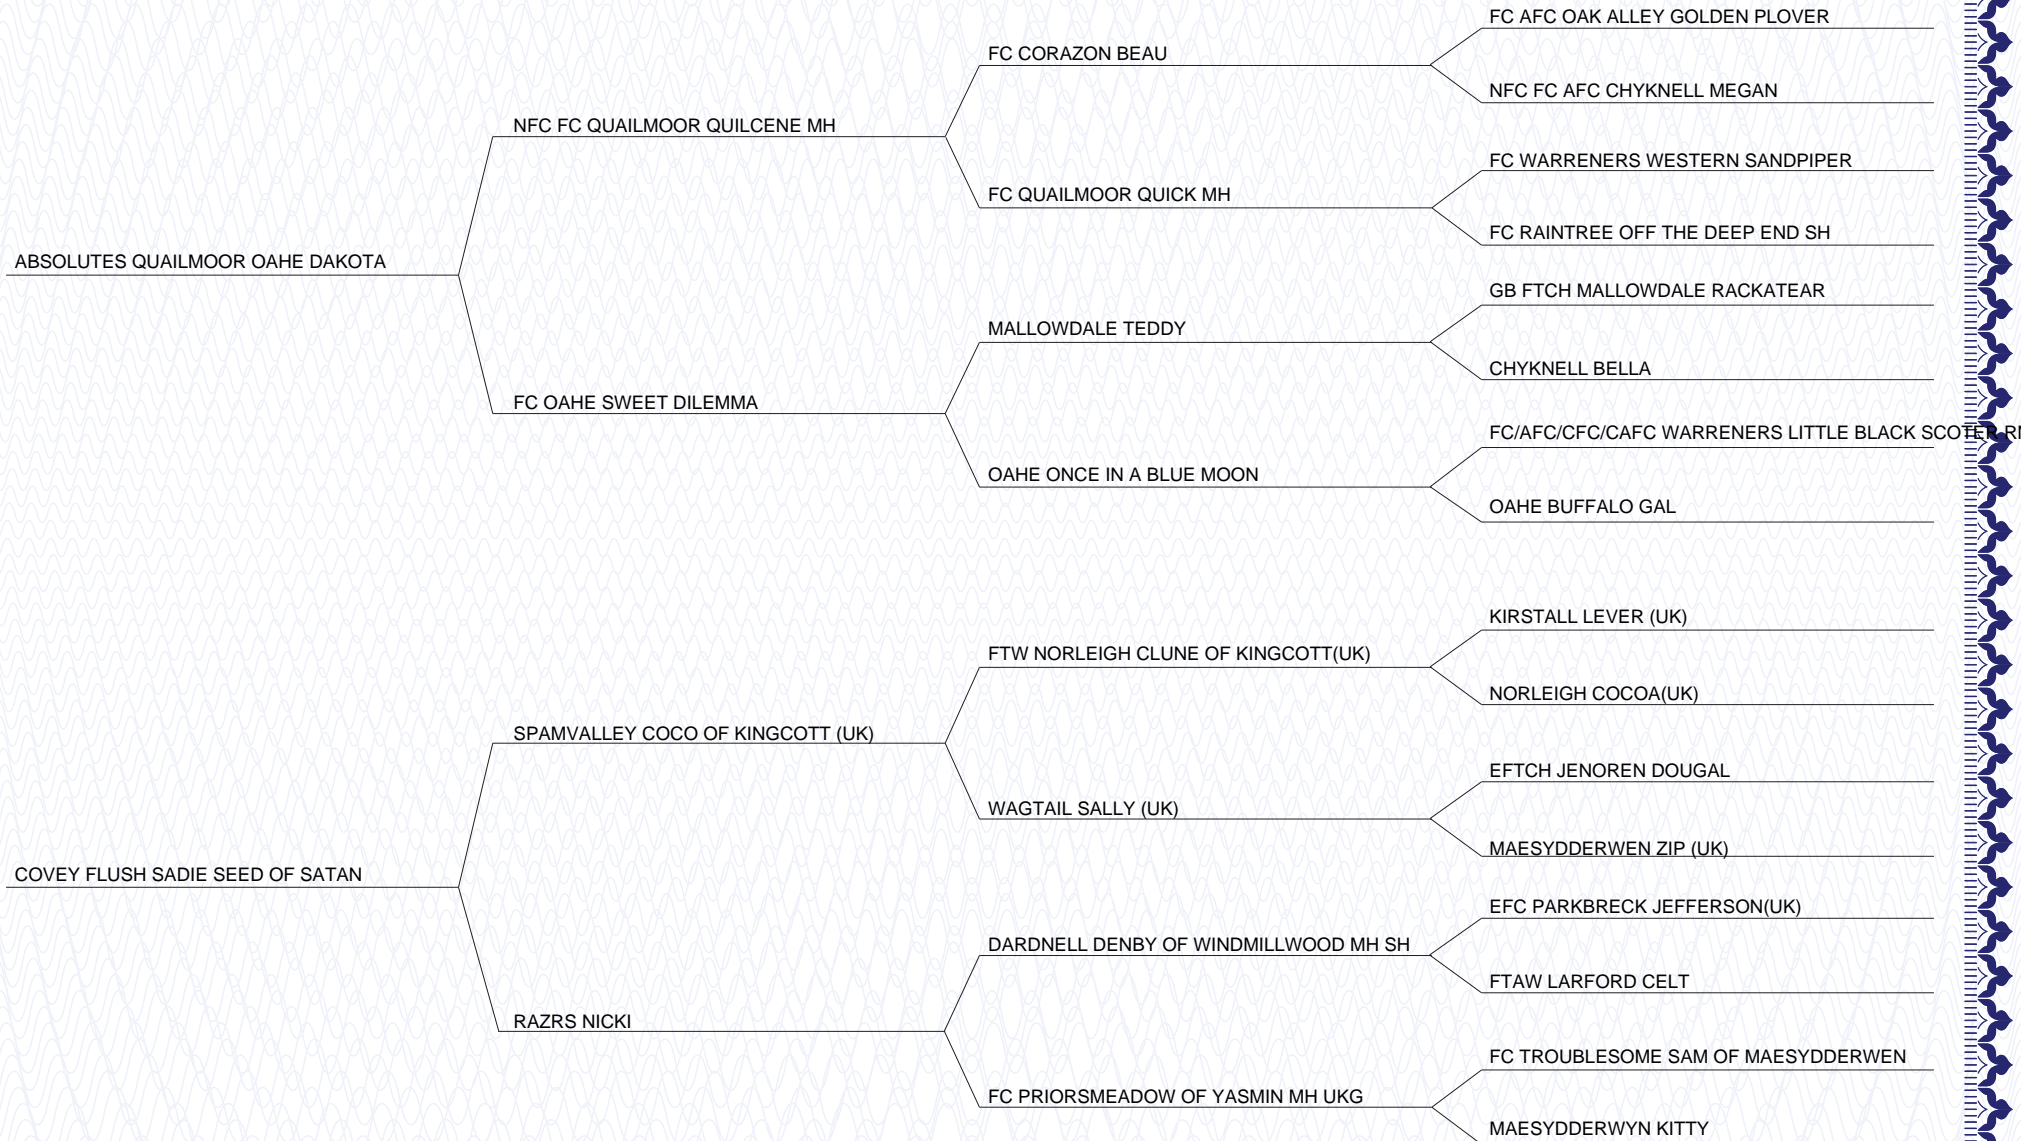 FC AFC OAK ALLEY GOLDEN PLOVER
FC CORAZON BEAU
NFC FC AFC CHYKNELL MEGAN
NFC FC QUAILMOOR QUILCENE MH
FC WARRENERS WESTERN SANDPIPER
FC QUAILMOOR QUICK MH
FC RAINTREE OFF THE DEEP END SH
ABSOLUTES QUAILMOOR OAHE DAKOTA
GB FTCH MALLOWDALE RACKATEAR
MALLOWDALE TEDDY
CHYKNELL BELLA
FC OAHE SWEET DILEMMA
FC/AFC/CFC/CAFC WARRENERS LITTLE BLACK SCOTER
OAHE ONCE IN A BLUE MOON
OAHE BUFFALO GAL
KIRSTALL LEVER (UK)
FTW NORLEIGH CLUNE OF KINGCOTT(UK)
NORLEIGH COCOA(UK)
SPAMVALLEY COCO OF KINGCOTT (UK)
EFTCH JENOREN DOUGAL
WAGTAIL SALLY (UK)
MAESYDDERWEN ZIP (UK)
COVEY FLUSH SADIE SEED OF SATAN
EFC PARKBRECK JEFFERSON(UK)
DARDNELL DENBY OF WINDMILLWOOD MH SH
FTAW LARFORD CELT
RAZRS NICKI
FC TROUBLESOME SAM OF MAESYDDERWEN
FC PRIORSMEADOW OF YASMIN MH UKG
MAESYDDERWYN KITTY